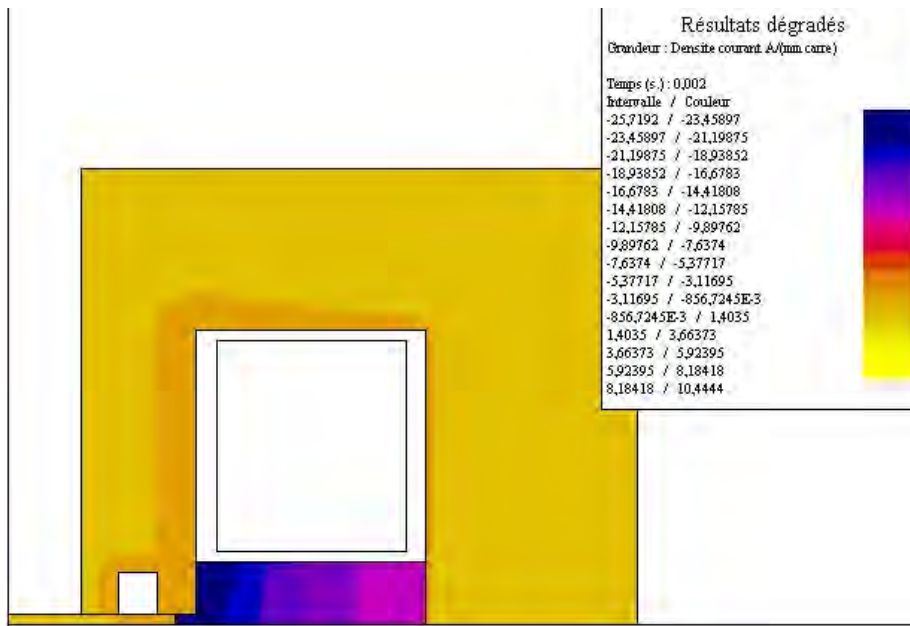 Résultats dégradés
Grandeur : Densite courant A/(mm carre)
Temps (s.) : 0,002
Intervalle / Couleur
-25,7192 / -23,45897
-23,45897 / -21,19875
-21,19875 / -18,93852
-18,93852 / -16,6783
-16,6783 / -14,41808
-14,41808 / -12,15785
-12,15785 / -9,89762
-9,89762 / -7,6374
-7,6374 / -5,37717
-5,37717 / -3,11695
-3,11695 / -856,7245E-3
-856,7245E-3 / 1,4035
1,4035 / 3,66373
3,66373 / 5,92395
5,92395 / 8,18418
8,18418 / 10,4444